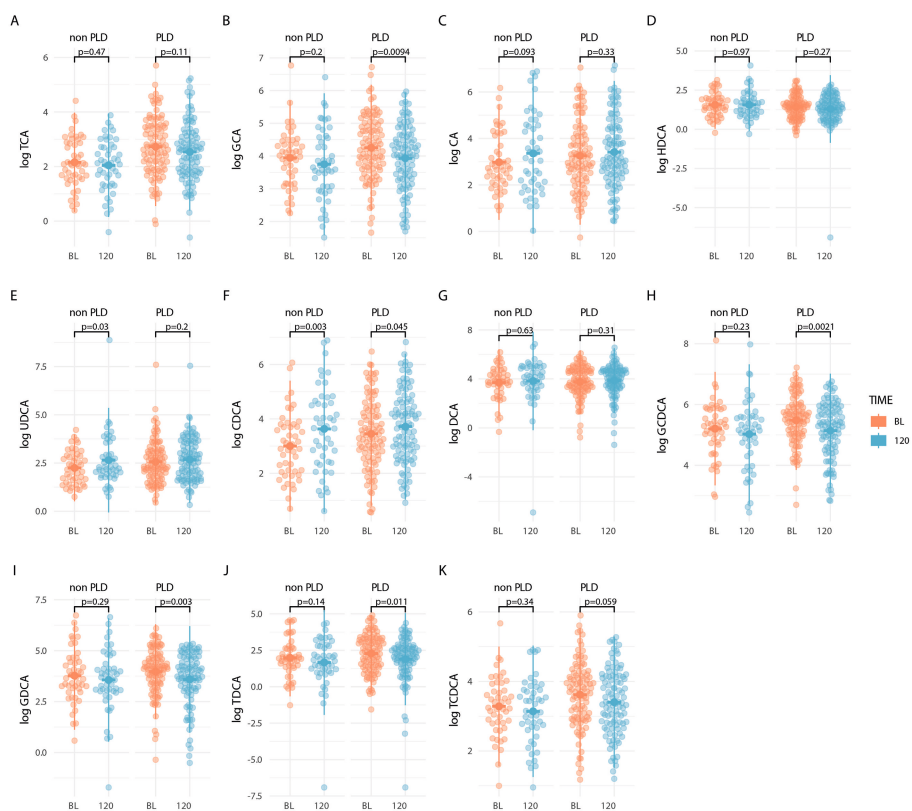 A B C D
non PLD PLD non PLD PLD non PLD PLD non PLD PLD
p=0.47 p=0.11 p=0.2 p=0.0094 p=0.093 p=0.33 p=0.97 p=0.27
log TCA
6
4
2
0
BL 120 BL 120
log GCA
7
6
5
4
3
2
BL 120 BL 120
log CA
6
4
2
0
BL 120 BL 120
log HDCA
5.0
2.5
0.0
-5.0
BL 120 BL 120
E F G H
non PLD PLD non PLD PLD non PLD PLD non PLD PLD
p=0.03 p=0.2 p=0.003 p=0.045 p=0.63 p=0.31 p=0.23 p=0.0021
log UDCA
7.5
5.0
2.5
0.0
BL 120 BL 120
log CDCA
6
4
2
BL 120 BL 120
log DCA
8
4
0
-4
BL 120 BL 120
log GCDCA
8
6
4
BL 120 BL 120
TIME
BL
120
I J K
non PLD PLD non PLD PLD non PLD PLD
p=0.29 p=0.003 p=0.14 p=0.011 p=0.34 p=0.059
log GDCA
7.5
5.0
2.5
0.0
BL 120 BL 120
log TDCA
5.0
2.5
0.0
-2.5
-5.0
-7.5
BL 120 BL 120
log TCDCA
6
4
2
BL 120 BL 120